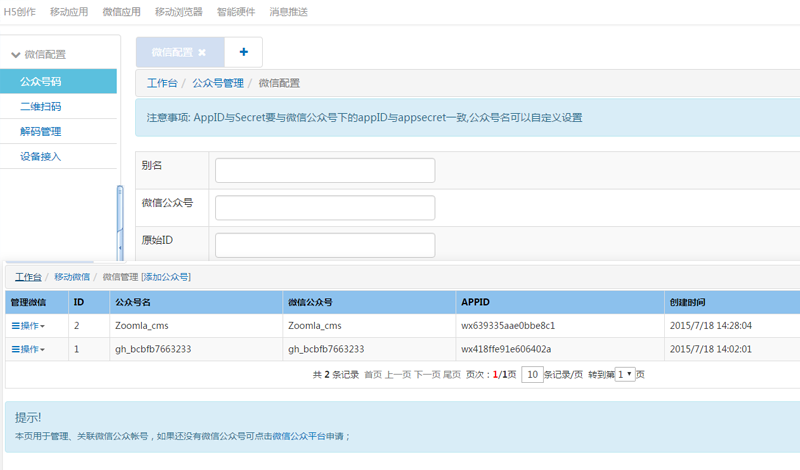 H5创作 移动应用 微信应用 移动浏览器 智能硬件 消息推送
微信配置
公众号码
二维扫码
解码管理
设备接入
微信配置 ✖ +
工作台 / 公众号管理 / 微信配置
注意事项: AppID与Secret要与微信公众号下的appID与appsecret一致,公众号名可以自定义设置
别名
微信公众号
原始ID
工作台 / 移动微信 / 微信管理 [添加公众号]
管理微信 ID 公众号名 微信公众号 APPID 创建时间
操作 2 Zoomla_cms Zoomla_cms wx639335aae0bbe8c1 2015/7/18 14:28:04
操作 1 gh_bcbfb7663233 gh_bcbfb7663233 wx418ffe91e606402a 2015/7/18 14:02:01
共 2 条记录 首页 上一页 下一页 尾页 页次：1/1页 10 条记录/页 转到第 1 页
提示!
本页用于管理、关联微信公众帐号，如果还没有微信公众号可点击微信公众平台申请；